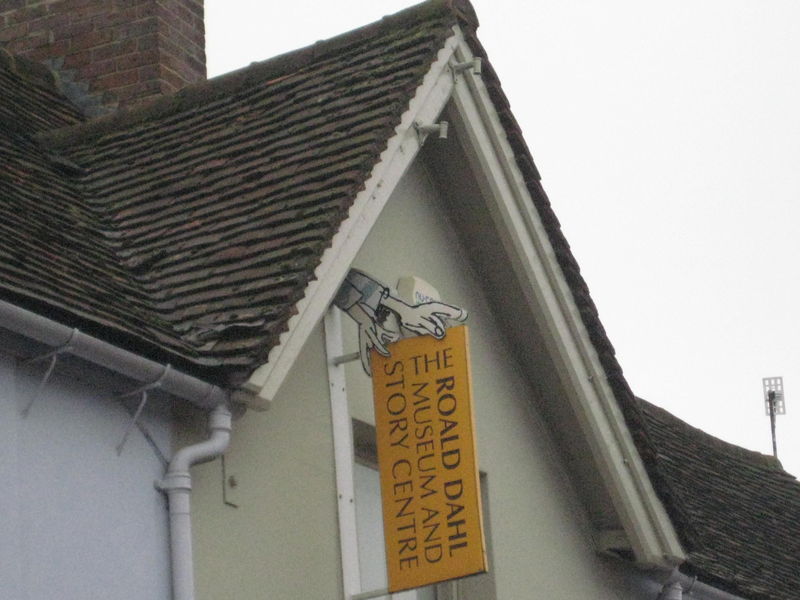 THE ROALD DAHL
MUSEUM AND
STORY CENTRE